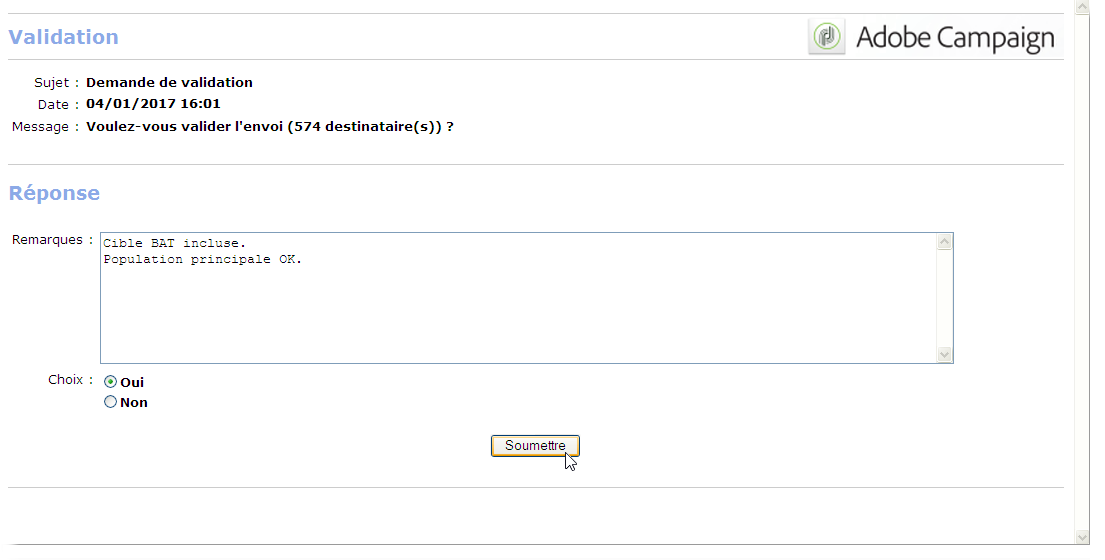 Validation
Adobe Campaign
Sujet : Demande de validation
Date : 04/01/2017 16:01
Message : Voulez-vous valider l'envoi (574 destinataire(s)) ?
Réponse
Remarques : Cible BAT incluse.
Population principale OK.
Choix : Oui
Non
Soumettre